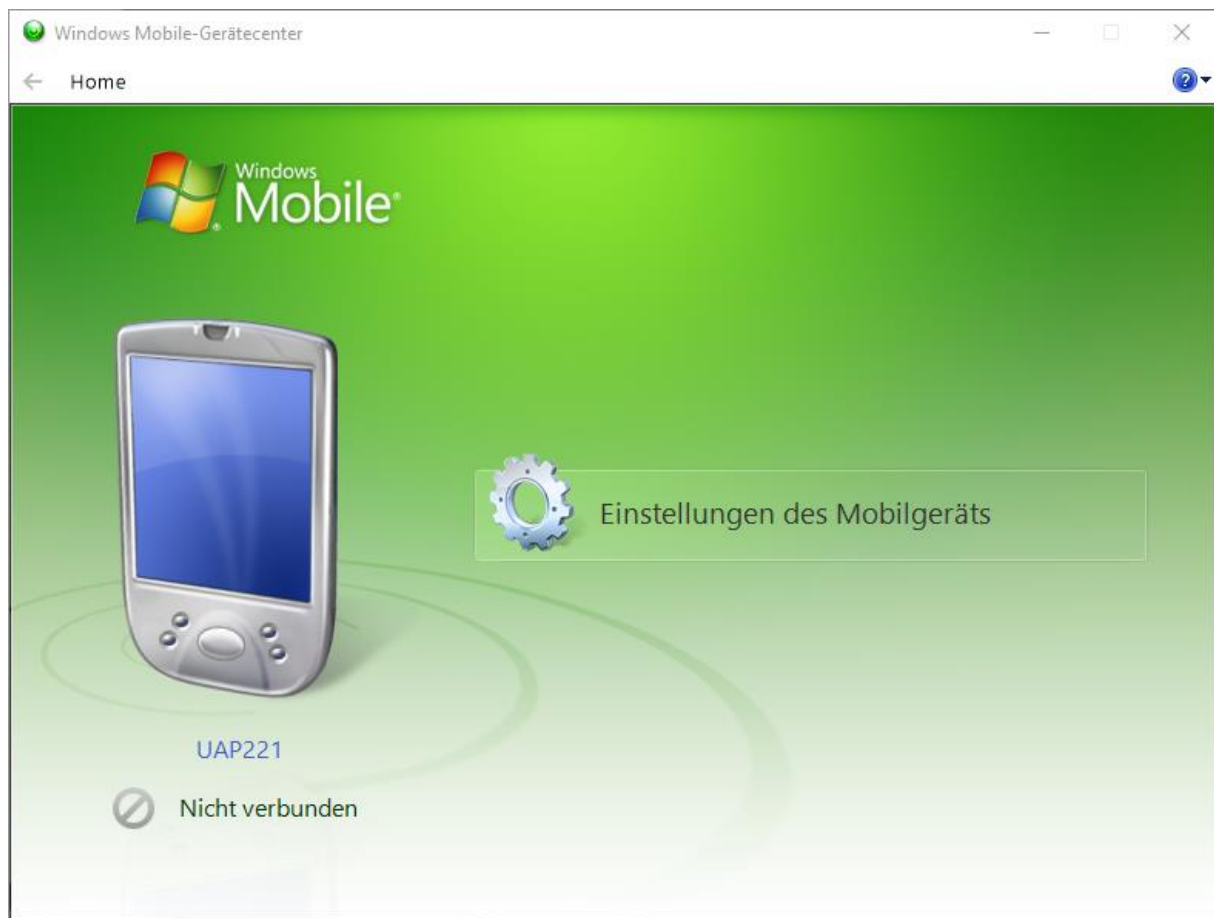 Windows Mobile-Gerätecenter
Home
Windows
Mobile®
Einstellungen des Mobilgeräts
UAP221
Nicht verbunden